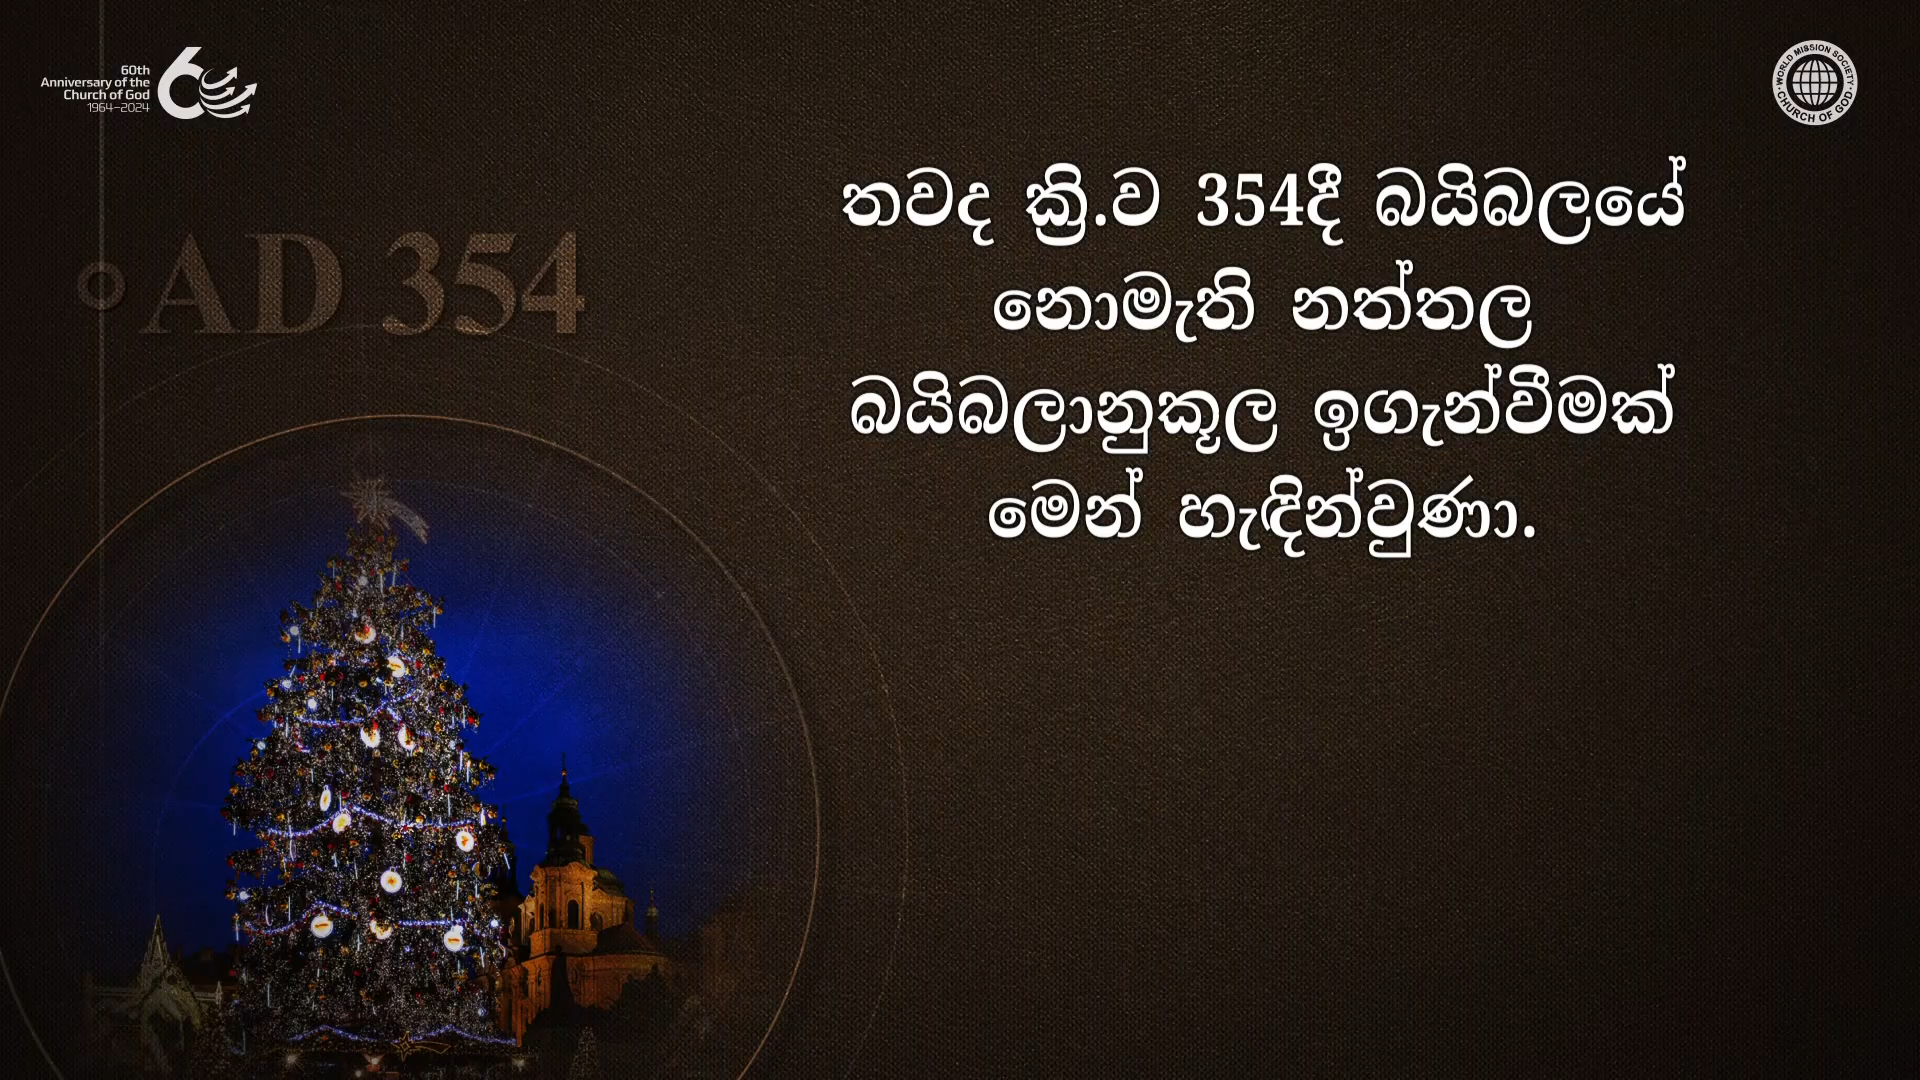 60th
Anniversary of the
Church of God
1964–2024
60
WORLD MISSION SOCIETY
CHURCH OF GOD
AD 354
තවද ක්‍රි.ව 354දී බයිබලයේ
නොමැති නත්තල
බයිබලානුකූල ඉගැන්වීමක්
මෙන් හැඳින්වුණා.